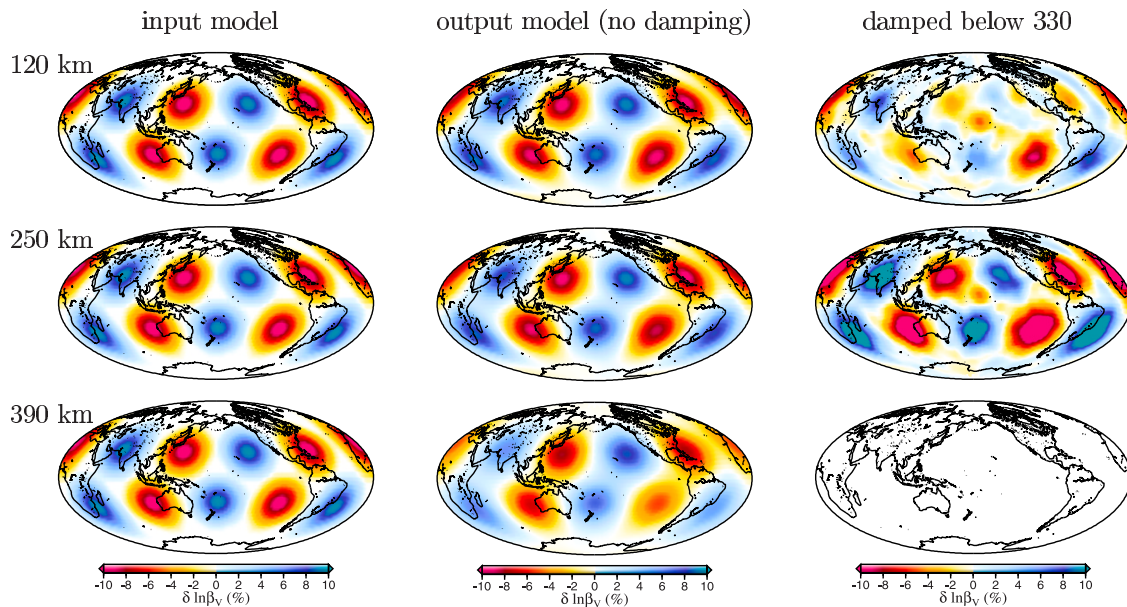 input model
output model (no damping)
damped below 330
120 km
250 km
390 km
-10 -8 -6 -4 -2 0 2 4 6 8 10
δ lnβV (%)
-10 -8 -6 -4 -2 0 2 4 6 8 10
δ lnβV (%)
-10 -8 -6 -4 -2 0 2 4 6 8 10
δ lnβV (%)